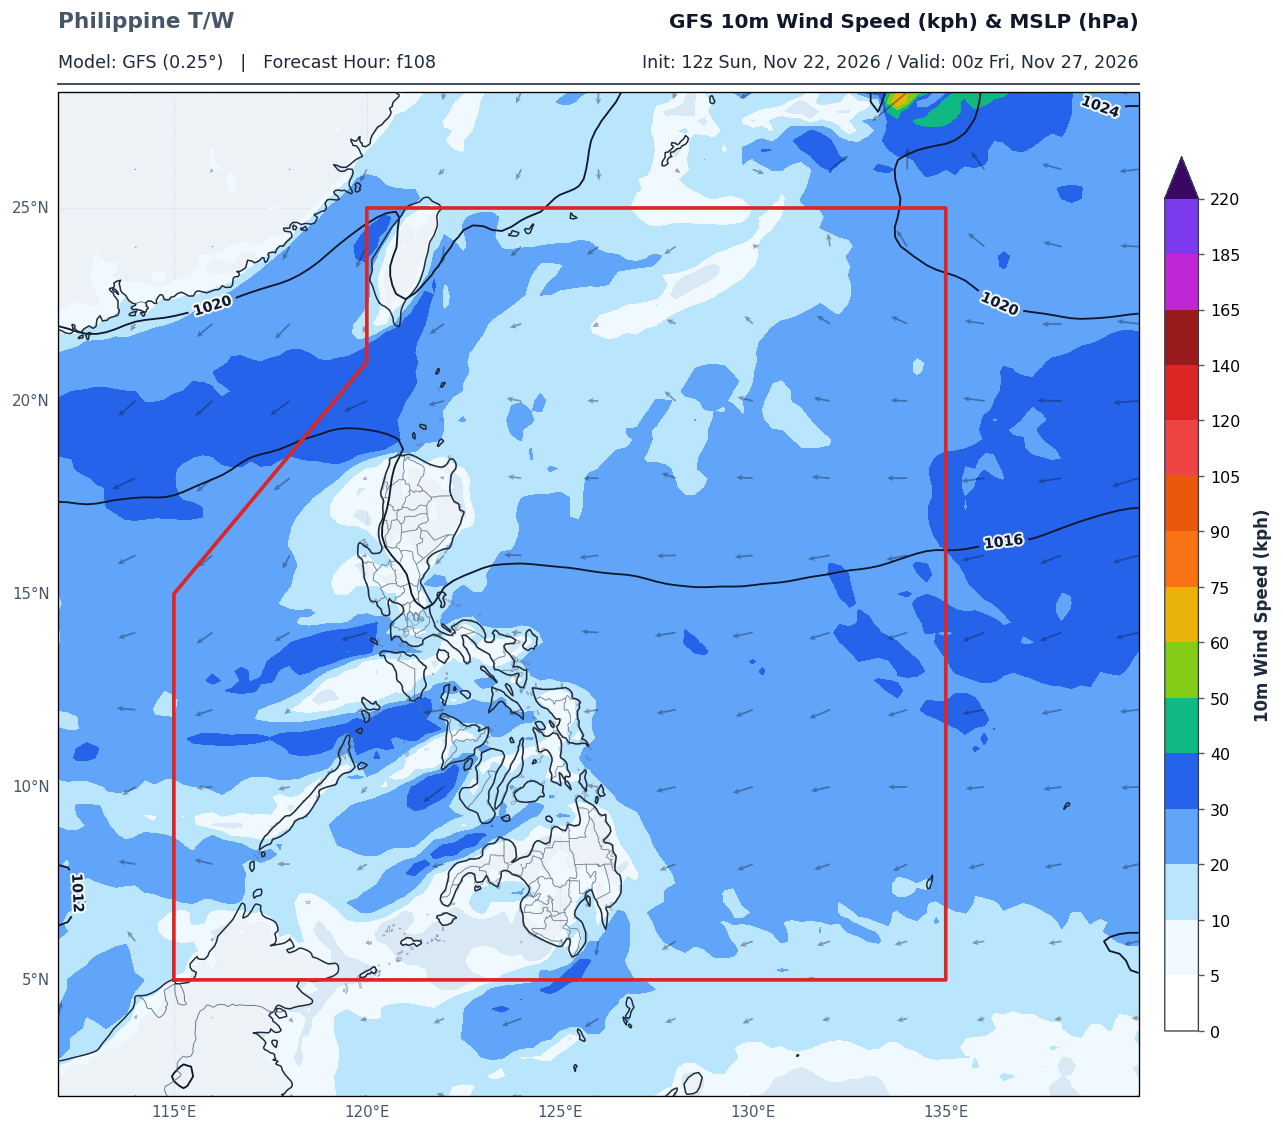 Philippine T/W
GFS 10m Wind Speed (kph) & MSLP (hPa)
Model: GFS (0.25°) | Forecast Hour: f108
Init: 12z Sun, Nov 22, 2026 / Valid: 00z Fri, Nov 27, 2026
1024
25°N
1020
1020
20°N
1016
15°N
10°N
1012
5°N
115°E
120°E
125°E
130°E
135°E
220
185
165
140
120
105
90
75
60
50
40
30
20
10
5
0
10m Wind Speed (kph)